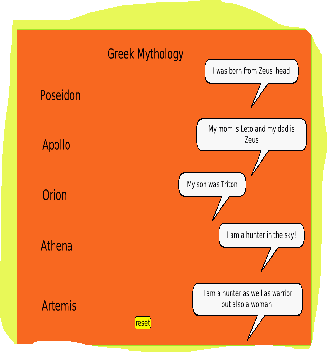 Greek Mythology
I was born from Zeus' head
Poseidon
My mom is Leto and my dad is
Zeus
Apollo
My son was Triton
Orion
I am a hunter in the sky!
Athena
I am a hunter as well as warrior
but also a woman
Artemis
reset